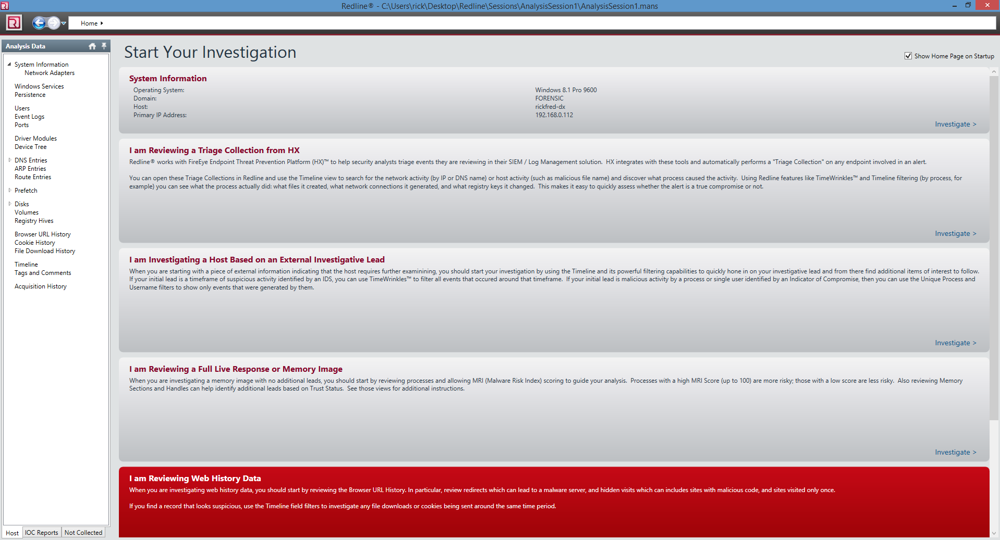 Redline® - C:\Users\rick\Desktop\Redline\Sessions\AnalysisSession1\AnalysisSession1.mans
Home
Analysis Data
System Information
Network Adapters
Windows Services
Persistence
Users
Event Logs
Ports
Driver Modules
Device Tree
DNS Entries
ARP Entries
Route Entries
Prefetch
Disks
Volumes
Registry Hives
Browser URL History
Cookie History
File Download History
Timeline
Tags and Comments
Acquisition History
Host
IOC Reports
Not Collected
Start Your Investigation
Show Home Page on Startup
System Information
Operating System: Windows 8.1 Pro 9600
Domain: FORENSIC
Host: rickfred-dx
Primary IP Address: 192.168.0.112
Investigate >
I am Reviewing a Triage Collection from HX
Redline® works with FireEye Endpoint Threat Prevention Platform (HX)™ to help security analysts triage events they are reviewing in their SIEM / Log Management solution. HX integrates with these tools and automatically performs a "Triage Collection" on any endpoint involved in an alert.
You can open these Triage Collections in Redline and use the Timeline view to search for the network activity (by IP or DNS name) or host activity (such as malicious file name) and discover what process caused the activity. Using Redline features like TimeWrinkles™ and Timeline filtering (by process, for
example) you can see what the process actually did: what files it created, what network connections it generated, and what registry keys it changed. This makes it easy to quickly assess whether the alert is a true compromise or not.
Investigate >
I am Investigating a Host Based on an External Investigative Lead
When you are starting with a piece of external information indicating that the host requires further examinining, you should start your investigation by using the Timeline and its powerful filtering capabilities to quickly hone in on your investigative lead and from there find additional items of interest to follow.
If your initial lead is a timeframe of suspicious activity identified by an IDS, you can use TimeWrinkles™ to filter all events that occured around that timeframe. If your initial lead is malicious activity by a process or single user identified by an Indicator of Compromise, then you can use the Unique Process and
Username filters to show only events that were generated by them.
Investigate >
I am Reviewing a Full Live Response or Memory Image
When you are investigating a memory image with no additional leads, you should start by reviewing processes and allowing MRI (Malware Risk Index) scoring to guide your analysis. Processes with a high MRI Score (up to 100) are more risky; those with a low score are less risky. Also reviewing Memory
Sections and Handles can help identify additional leads based on Trust Status. See those views for additional instructions.
Investigate >
I am Reviewing Web History Data
When you are investigating web history data, you should start by reviewing the Browser URL History. In particular, review redirects which can lead to a malware server, and hidden visits which can includes sites with malicious code, and sites visited only once.
If you find a record that looks suspicious, use the Timeline field filters to investigate any file downloads or cookies being sent around the same time period.